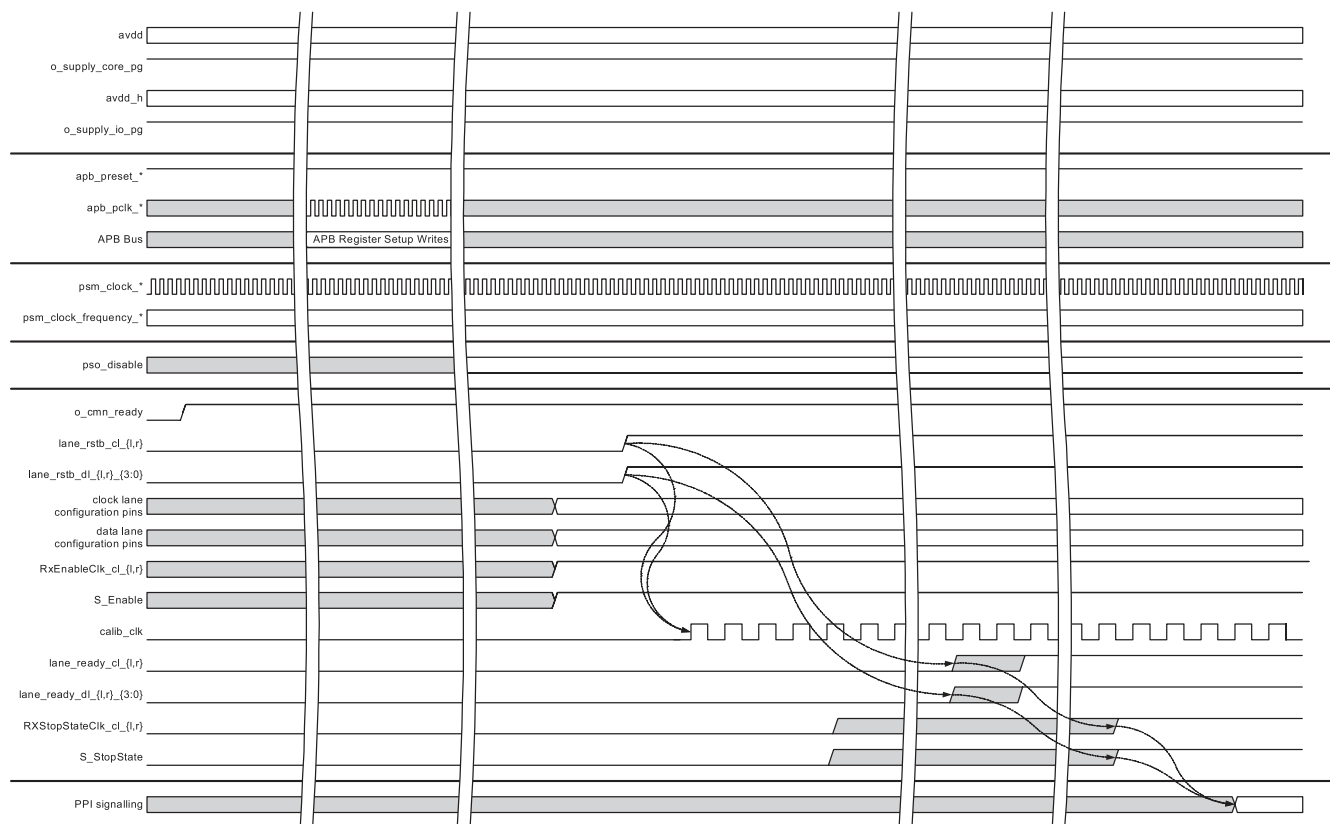 avdd
o_supply_core_pg
avdd_h
o_supply_io_pg
apb_preset_*
apb_pclk_*
APB Bus
APB Register Setup Writes
psm_clock_*
psm_clock_frequency_*
pso_disable
o_cmn_ready
lane_rstb_cl_{l,r}
lane_rstb_dl_{l,r}_{3:0}
clock lane
configuration pins
data lane
configuration pins
RxEnableClk_cl_{l,r}
S_Enable
calib_clk
lane_ready_cl_{l,r}
lane_ready_dl_{l,r}_{3:0}
RXStopStateClk_cl_{l,r}
S_StopState
PPI signalling